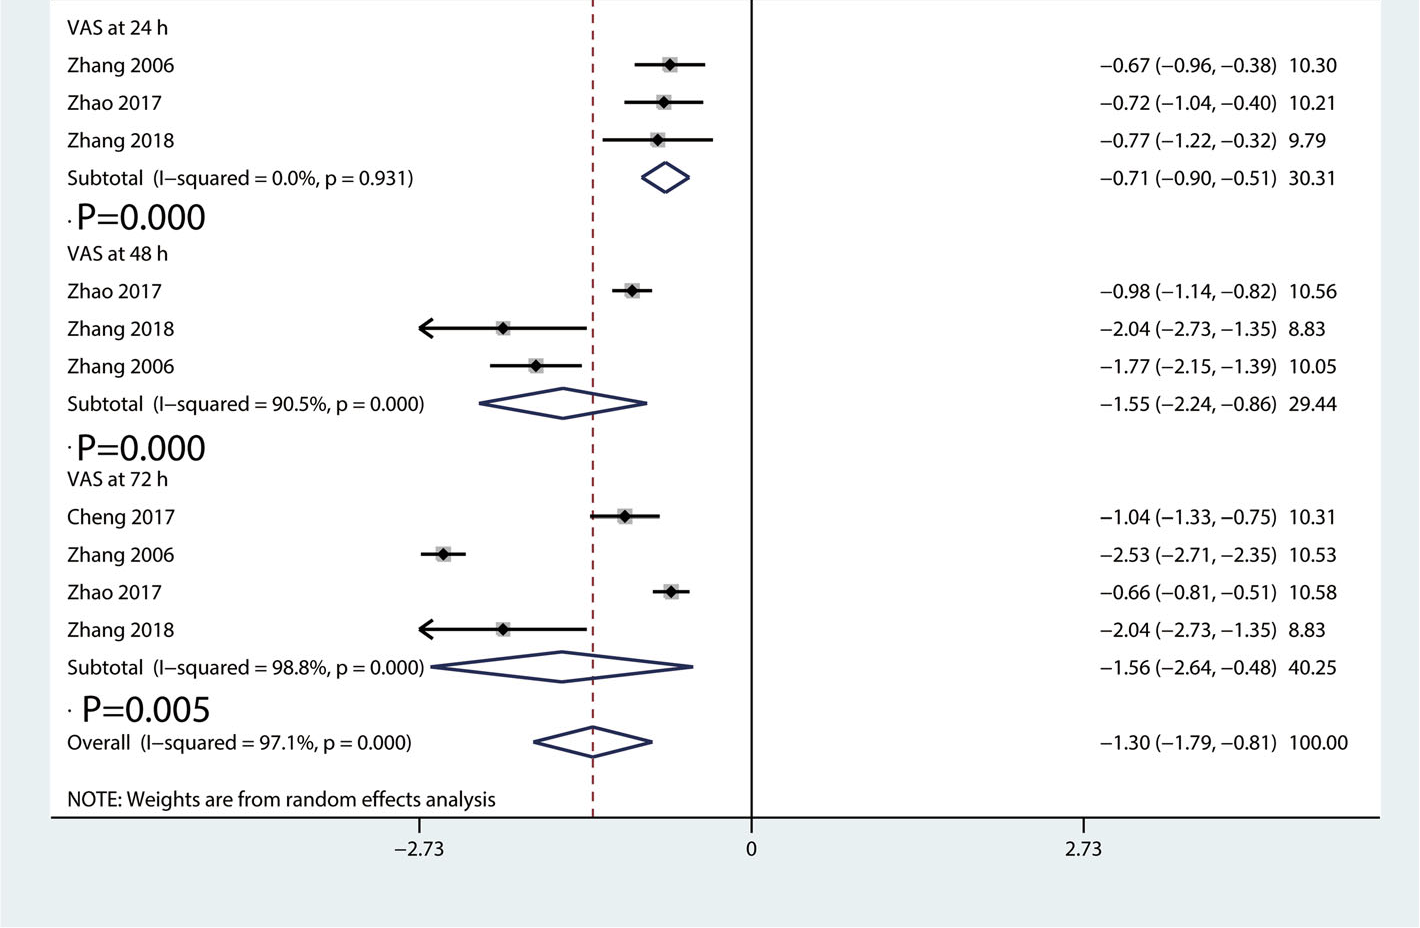 VAS at 24 h
Zhang 2006 −0.67 (−0.96, −0.38) 10.30
Zhao 2017 −0.72 (−1.04, −0.40) 10.21
Zhang 2018 −0.77 (−1.22, −0.32) 9.79
Subtotal (I−squared = 0.0%, p = 0.931) −0.71 (−0.90, −0.51) 30.31
. P=0.000
VAS at 48 h
Zhao 2017 −0.98 (−1.14, −0.82) 10.56
Zhang 2018 −2.04 (−2.73, −1.35) 8.83
Zhang 2006 −1.77 (−2.15, −1.39) 10.05
Subtotal (I−squared = 90.5%, p = 0.000) −1.55 (−2.24, −0.86) 29.44
. P=0.000
VAS at 72 h
Cheng 2017 −1.04 (−1.33, −0.75) 10.31
Zhang 2006 −2.53 (−2.71, −2.35) 10.53
Zhao 2017 −0.66 (−0.81, −0.51) 10.58
Zhang 2018 −2.04 (−2.73, −1.35) 8.83
Subtotal (I−squared = 98.8%, p = 0.000) −1.56 (−2.64, −0.48) 40.25
. P=0.005
Overall (I−squared = 97.1%, p = 0.000) −1.30 (−1.79, −0.81) 100.00
NOTE: Weights are from random effects analysis
−2.73 0 2.73